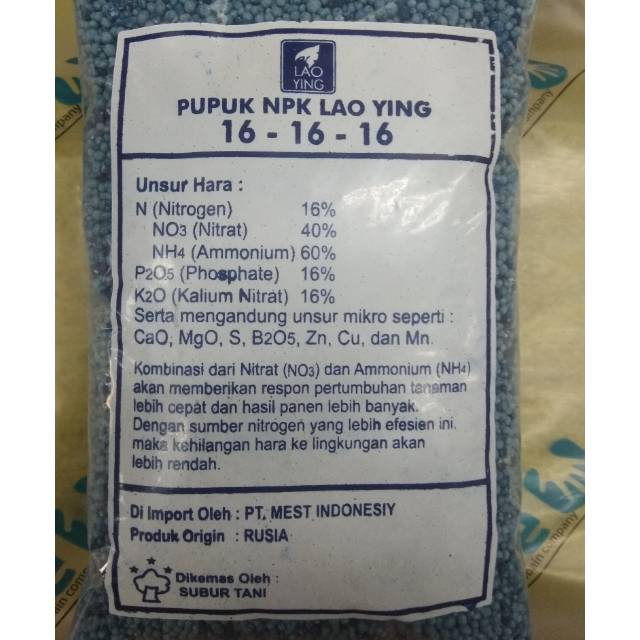 LAO
YING
PUPUK NPK LAO YING
16 - 16 - 16
Unsur Hara :
N (Nitrogen) 16%
NO3 (Nitrat) 40%
NH4 (Ammonium) 60%
P2O5 (Phosphate) 16%
K2O (Kalium Nitrat) 16%
Serta mengandung unsur mikro seperti :
CaO, MgO, S, B2O5, Zn, Cu, dan Mn.
Kombinasi dari Nitrat (NO3) dan Ammonium (NH4)
akan memberikan respon pertumbuhan tanaman
lebih cepat dan hasil panen lebih banyak.
Dengan sumber nitrogen yang lebih efesien ini.
maka kehilangan hara ke lingkungan akan
lebih rendah.
Di Import Oleh : PT. MEST INDONESIY
Produk Origin : RUSIA
Dikemas Oleh :
SUBUR TANI
company
company